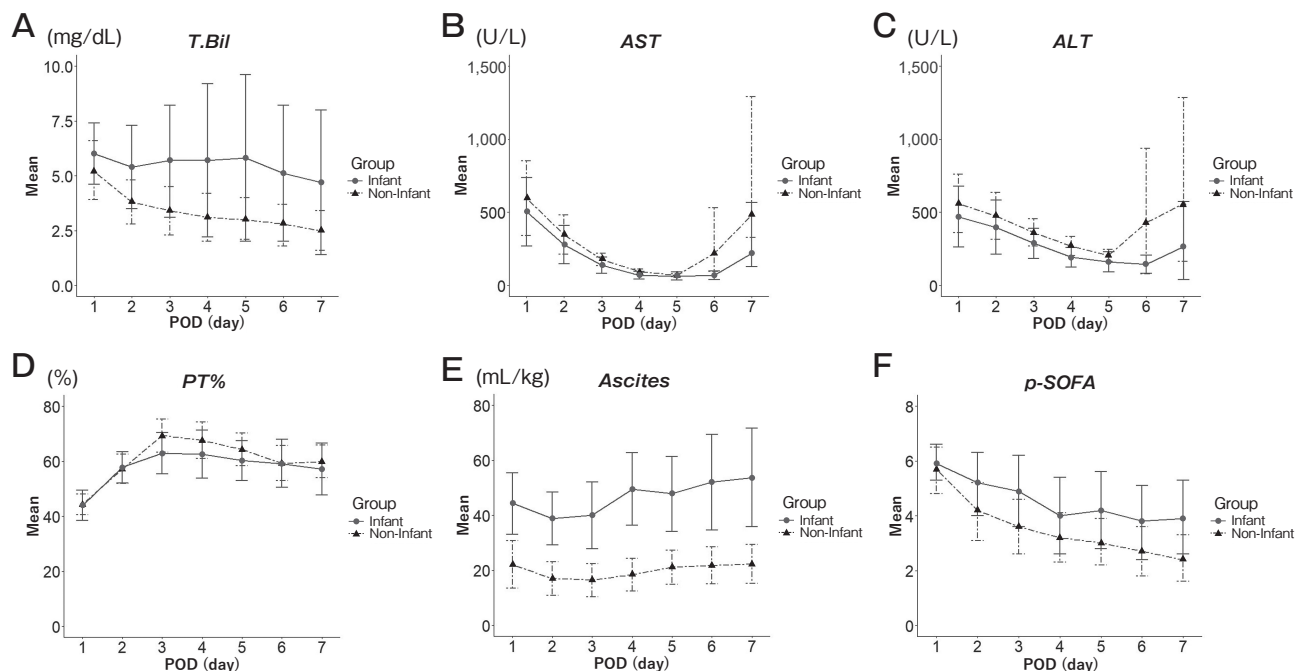 A (mg/dL) T.Bil
10.0
7.5
5.0
2.5
0.0
Mean
1 2 3 4 5 6 7
POD (day)
Group
Infant
Non-Infant
B (U/L) AST
1,500
1,000
500
0
Mean
1 2 3 4 5 6 7
POD (day)
Group
Infant
Non-Infant
C (U/L) ALT
1,500
1,000
500
0
Mean
1 2 3 4 5 6 7
POD (day)
Group
Infant
Non-Infant
D (%) PT%
80
60
40
20
0
Mean
1 2 3 4 5 6 7
POD (day)
Group
Infant
Non-Infant
E (mL/kg) Ascites
80
60
40
20
0
Mean
1 2 3 4 5 6 7
POD (day)
Group
Infant
Non-Infant
F p-SOFA
8
6
4
2
0
Mean
1 2 3 4 5 6 7
POD (day)
Group
Infant
Non-Infant